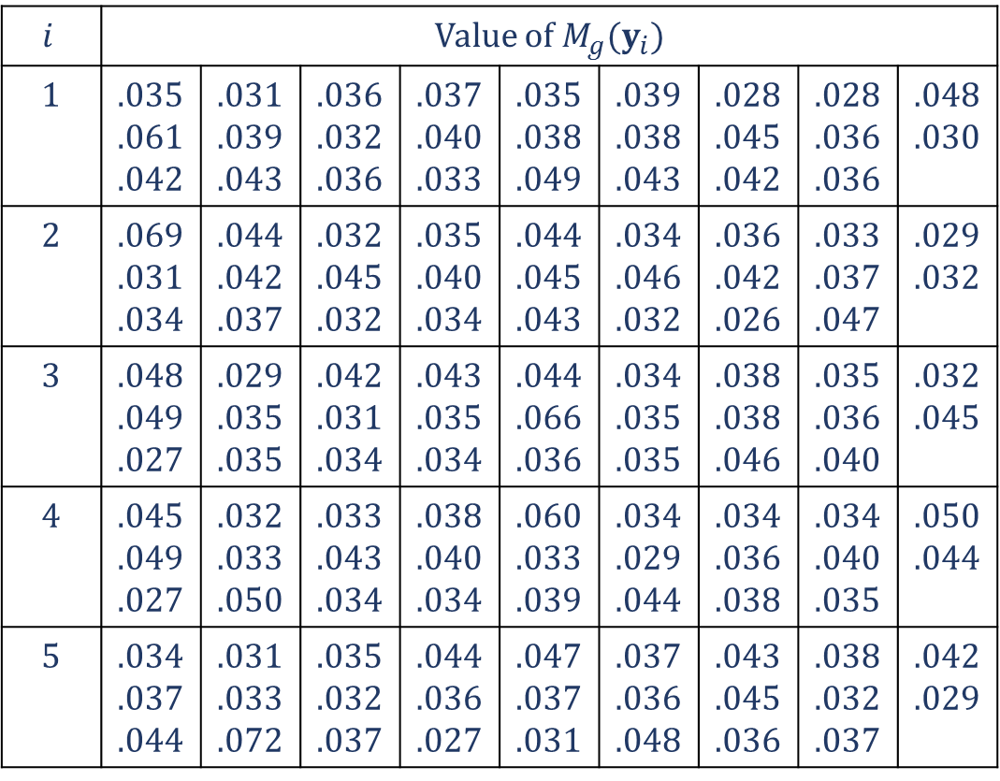 i Value of M_g(y_i)
1 .035 .031 .036 .037 .035 .039 .028 .028 .048
.061 .039 .032 .040 .038 .038 .045 .036 .030
.042 .043 .036 .033 .049 .043 .042 .036
2 .069 .044 .032 .035 .044 .034 .036 .033 .029
.031 .042 .045 .040 .045 .046 .042 .037 .032
.034 .037 .032 .034 .043 .032 .026 .047
3 .048 .029 .042 .043 .044 .034 .038 .035 .032
.049 .035 .031 .035 .066 .035 .038 .036 .045
.027 .035 .034 .034 .036 .035 .046 .040
4 .045 .032 .033 .038 .060 .034 .034 .034 .050
.049 .033 .043 .040 .033 .029 .036 .040 .044
.027 .050 .034 .034 .039 .044 .038 .035
5 .034 .031 .035 .044 .047 .037 .043 .038 .042
.037 .033 .032 .036 .037 .036 .045 .032 .029
.044 .072 .037 .027 .031 .048 .036 .037